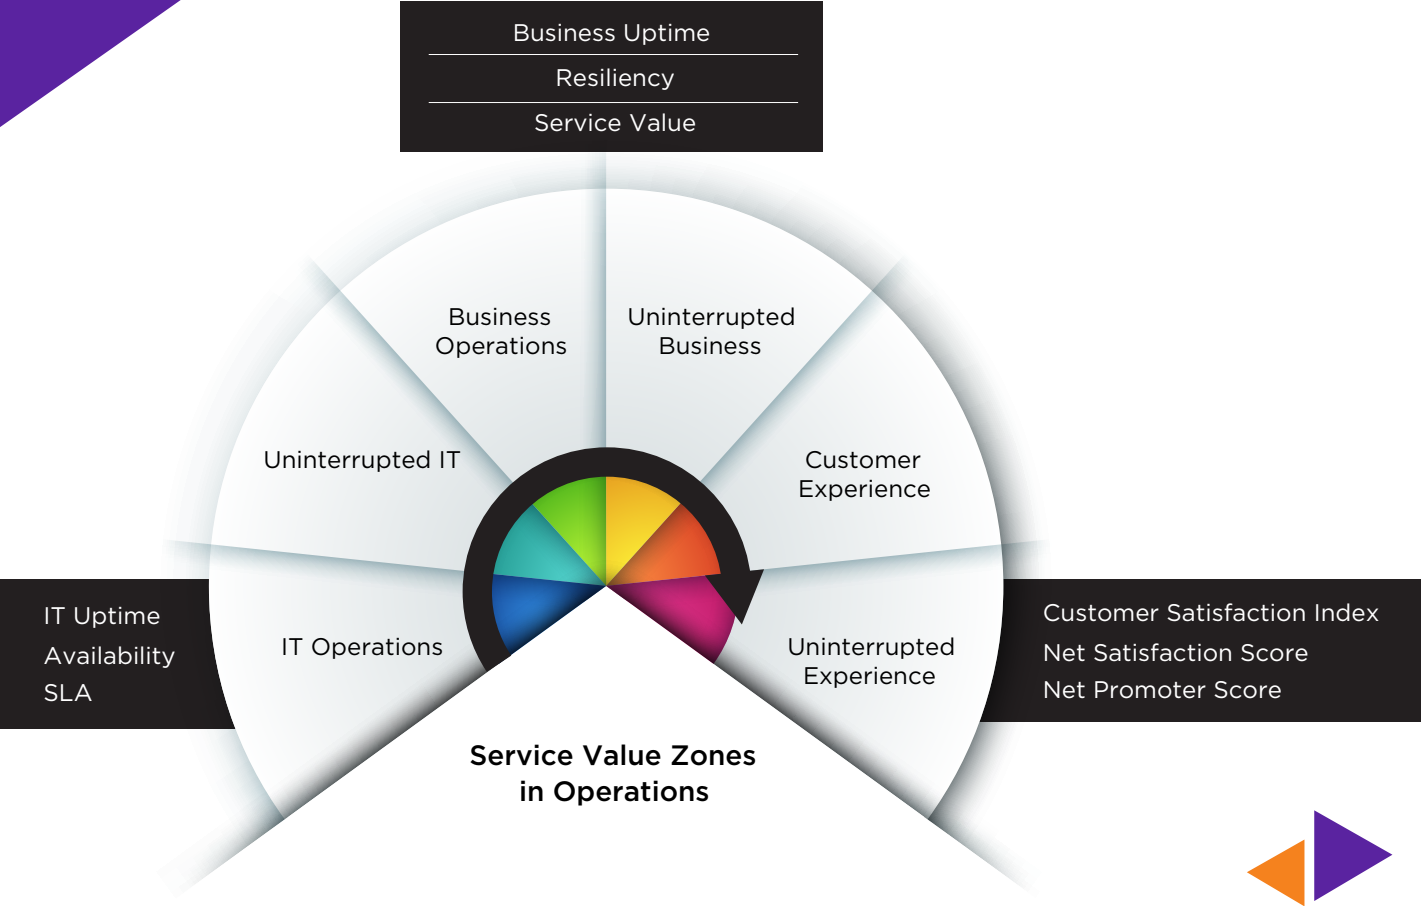 Business Uptime
Resiliency
Service Value
Business
Operations
Uninterrupted
Business
Uninterrupted IT
Customer
Experience
IT Uptime
Availability
SLA
IT Operations
Uninterrupted
Experience
Customer Satisfaction Index
Net Satisfaction Score
Net Promoter Score
Service Value Zones
in Operations